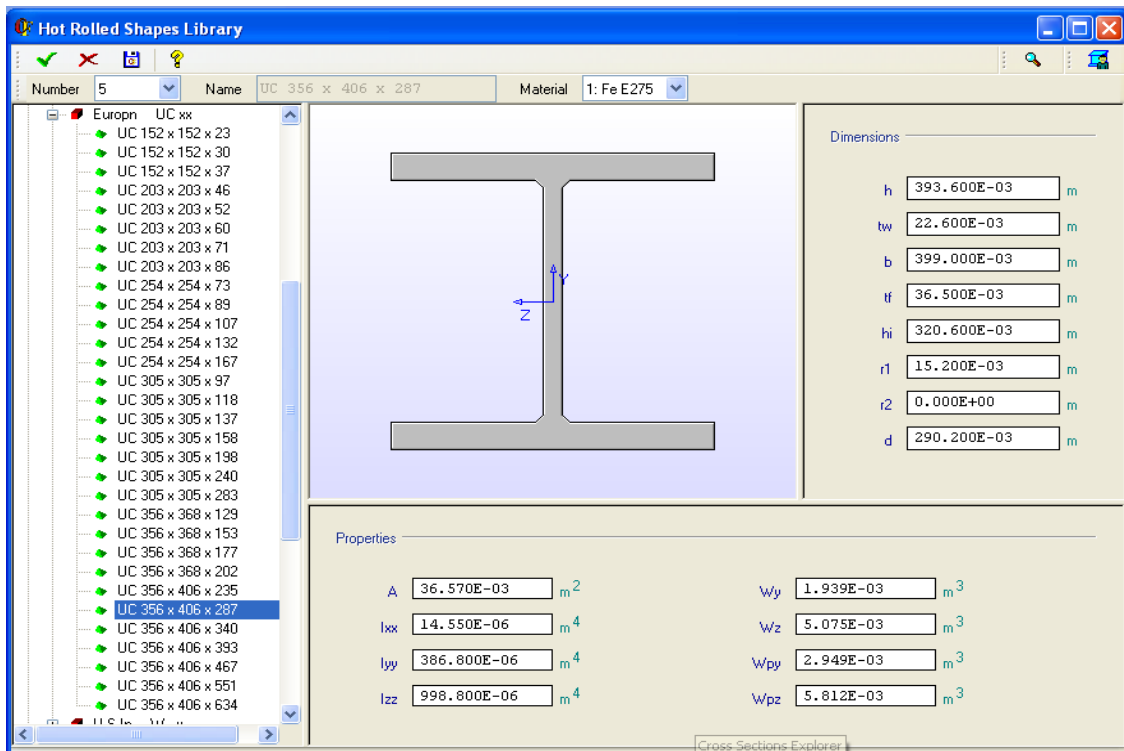 Hot Rolled Shapes Library
Number 5 Name UC 356 x 406 x 287 Material 1: Fe E275
Europn UC xx
UC 152 x 152 x 23
UC 152 x 152 x 30
UC 152 x 152 x 37
UC 203 x 203 x 46
UC 203 x 203 x 52
UC 203 x 203 x 60
UC 203 x 203 x 71
UC 203 x 203 x 86
UC 254 x 254 x 73
UC 254 x 254 x 89
UC 254 x 254 x 107
UC 254 x 254 x 132
UC 254 x 254 x 167
UC 305 x 305 x 97
UC 305 x 305 x 118
UC 305 x 305 x 137
UC 305 x 305 x 158
UC 305 x 305 x 198
UC 305 x 305 x 240
UC 305 x 305 x 283
UC 356 x 368 x 129
UC 356 x 368 x 153
UC 356 x 368 x 177
UC 356 x 368 x 202
UC 356 x 406 x 235
UC 356 x 406 x 287
UC 356 x 406 x 340
UC 356 x 406 x 393
UC 356 x 406 x 467
UC 356 x 406 x 551
UC 356 x 406 x 634
Y
Z
Dimensions
h 393.600E-03 m
tw 22.600E-03 m
b 399.000E-03 m
tf 36.500E-03 m
hi 320.600E-03 m
r1 15.200E-03 m
r2 0.000E+00 m
d 290.200E-03 m
Properties
A 36.570E-03 m2
Ixx 14.550E-06 m4
Iyy 386.800E-06 m4
Izz 998.800E-06 m4
Wy 1.939E-03 m3
Wz 5.075E-03 m3
Wpy 2.949E-03 m3
Wpz 5.812E-03 m3
Cross Sections Explorer